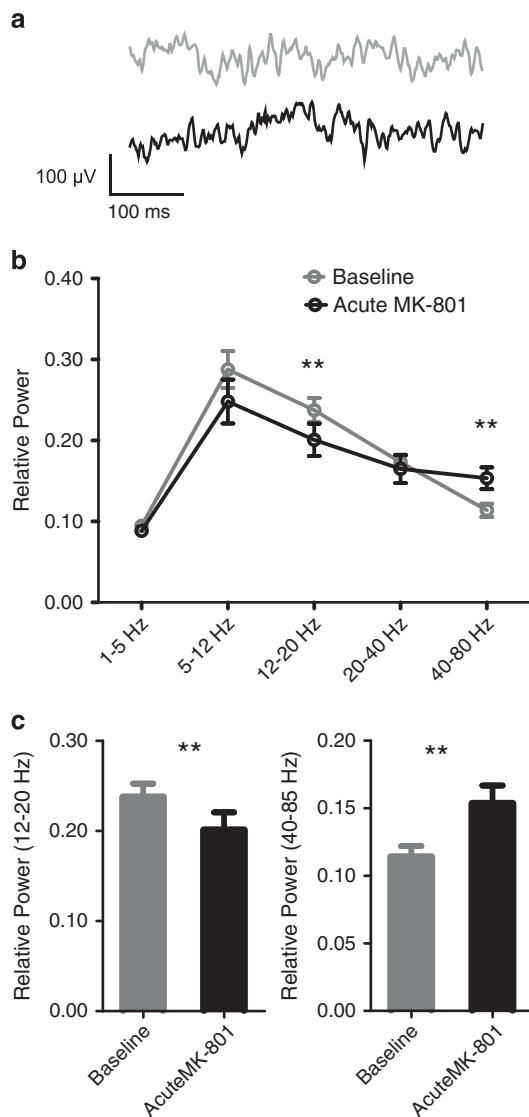 a
100 µV
100 ms
b
0.40
0.30
0.20
0.10
0.00
Relative Power
Baseline
Acute MK-801
**
**
1-5 Hz
5-12 Hz
12-20 Hz
20-40 Hz
40-80 Hz
c
0.30
0.20
0.10
0.00
Relative Power (12-20 Hz)
**
Baseline
AcuteMK-801
0.20
0.15
0.10
0.05
0.00
Relative Power (40-85 Hz)
**
Baseline
AcuteMK-801